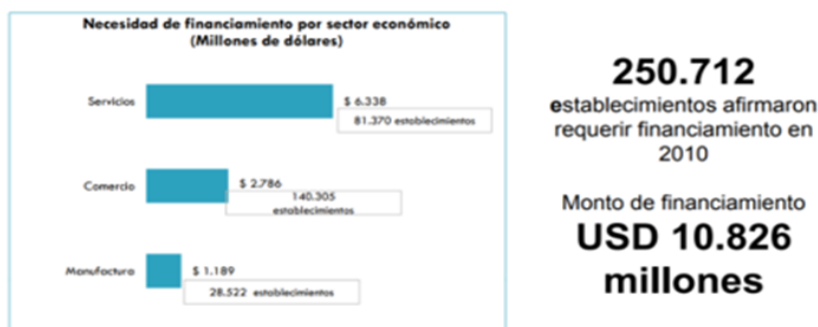 Necesidad de financiamiento por sector económico
(Millones de dólares)
Servicios
$ 6.338
81.370 establecimientos
Comercio
$ 2.786
140.305
establecimientos
Manufactura
$ 1.189
28.522 establecimientos
250.712
establecimientos afirmaron
requerir financiamiento en
2010
Monto de financiamiento
USD 10.826
millones